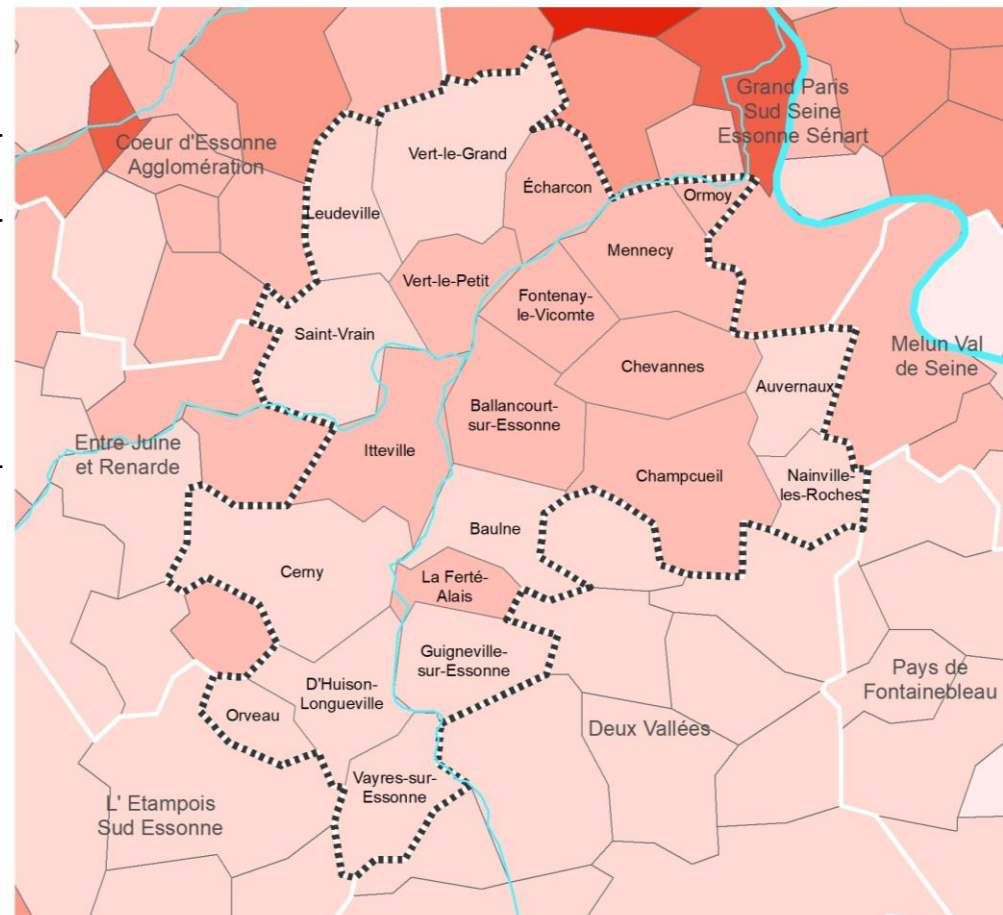 Grand Paris
Sud Seine
Essonne Sénart
Coeur d'Essonne
Agglomération
Vert-le-Grand
Écharcon
Ormoy
Leudeville
Mennecy
Vert-le-Petit
Fontenay-
le-Vicomte
Saint-Vrain
Chevannes
Melun Val
de Seine
Auvernaux
Ballancourt-
sur-Essonne
Entre Juine
et Renarde
Itteville
Champcueil
Nainville-
les-Roches
Baulne
Cerny
La Ferté-
Alais
Guigneville-
sur-Essonne
Pays de
Fontainebleau
D'Huison-
Longueville
Orveau
Deux Vallées
Vayres-sur-
Essonne
L' Etampois
Sud Essonne